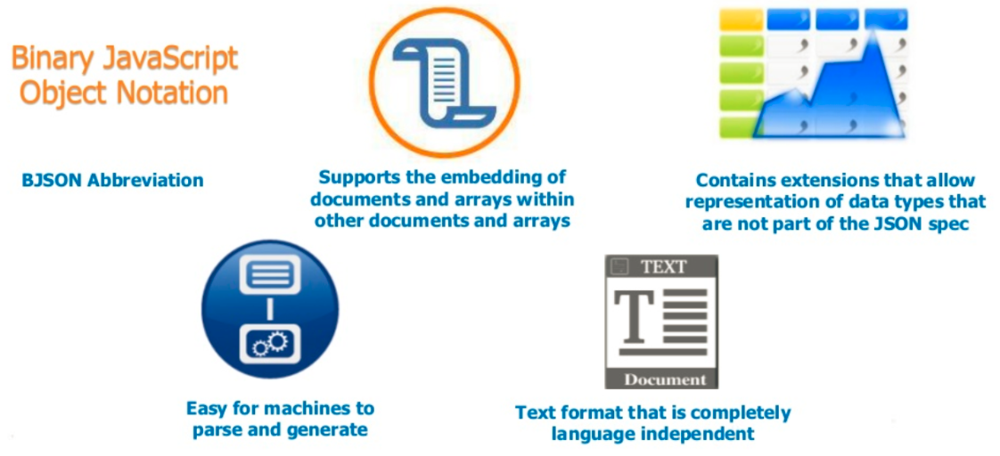 Binary JavaScript
Object Notation
BJSON Abbreviation
Supports the embedding of
documents and arrays within
other documents and arrays
Contains extensions that allow
representation of data types that
are not part of the JSON spec
Easy for machines to
parse and generate
TEXT
T
Document
Text format that is completely
language independent